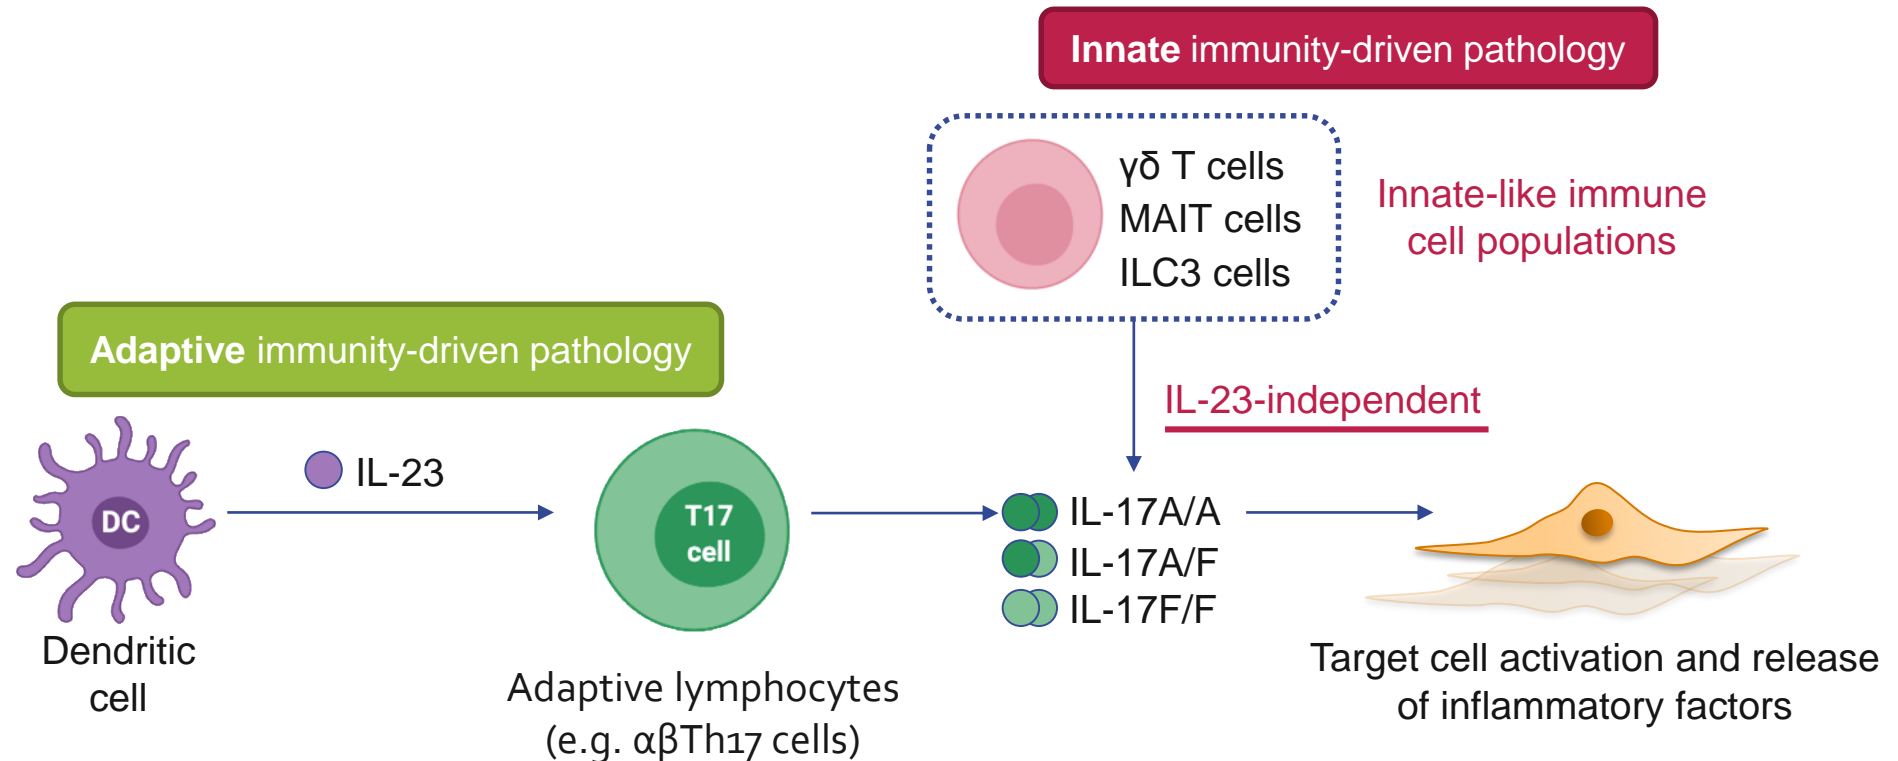 Innate immunity-driven pathology
γδ T cells
MAIT cells
ILC3 cells
Innate-like immune
cell populations
Adaptive immunity-driven pathology
IL-23-independent
IL-23
DC
T17
cell
IL-17A/A
IL-17A/F
IL-17F/F
Dendritic
cell
Adaptive lymphocytes
(e.g. αβTh17 cells)
Target cell activation and release
of inflammatory factors